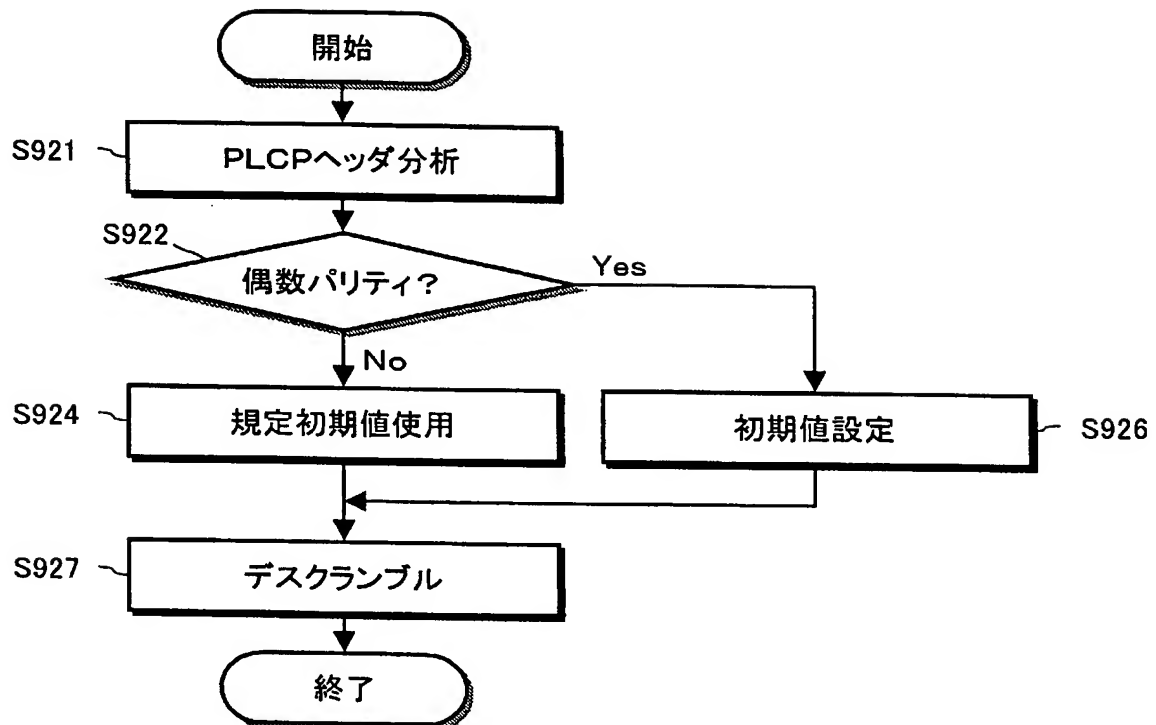 開始
S921
PLCPヘッダ分析
S922
偶数パリティ?
Yes
No
S924
規定初期値使用
初期値設定
S926
S927
デスクランブル
終了